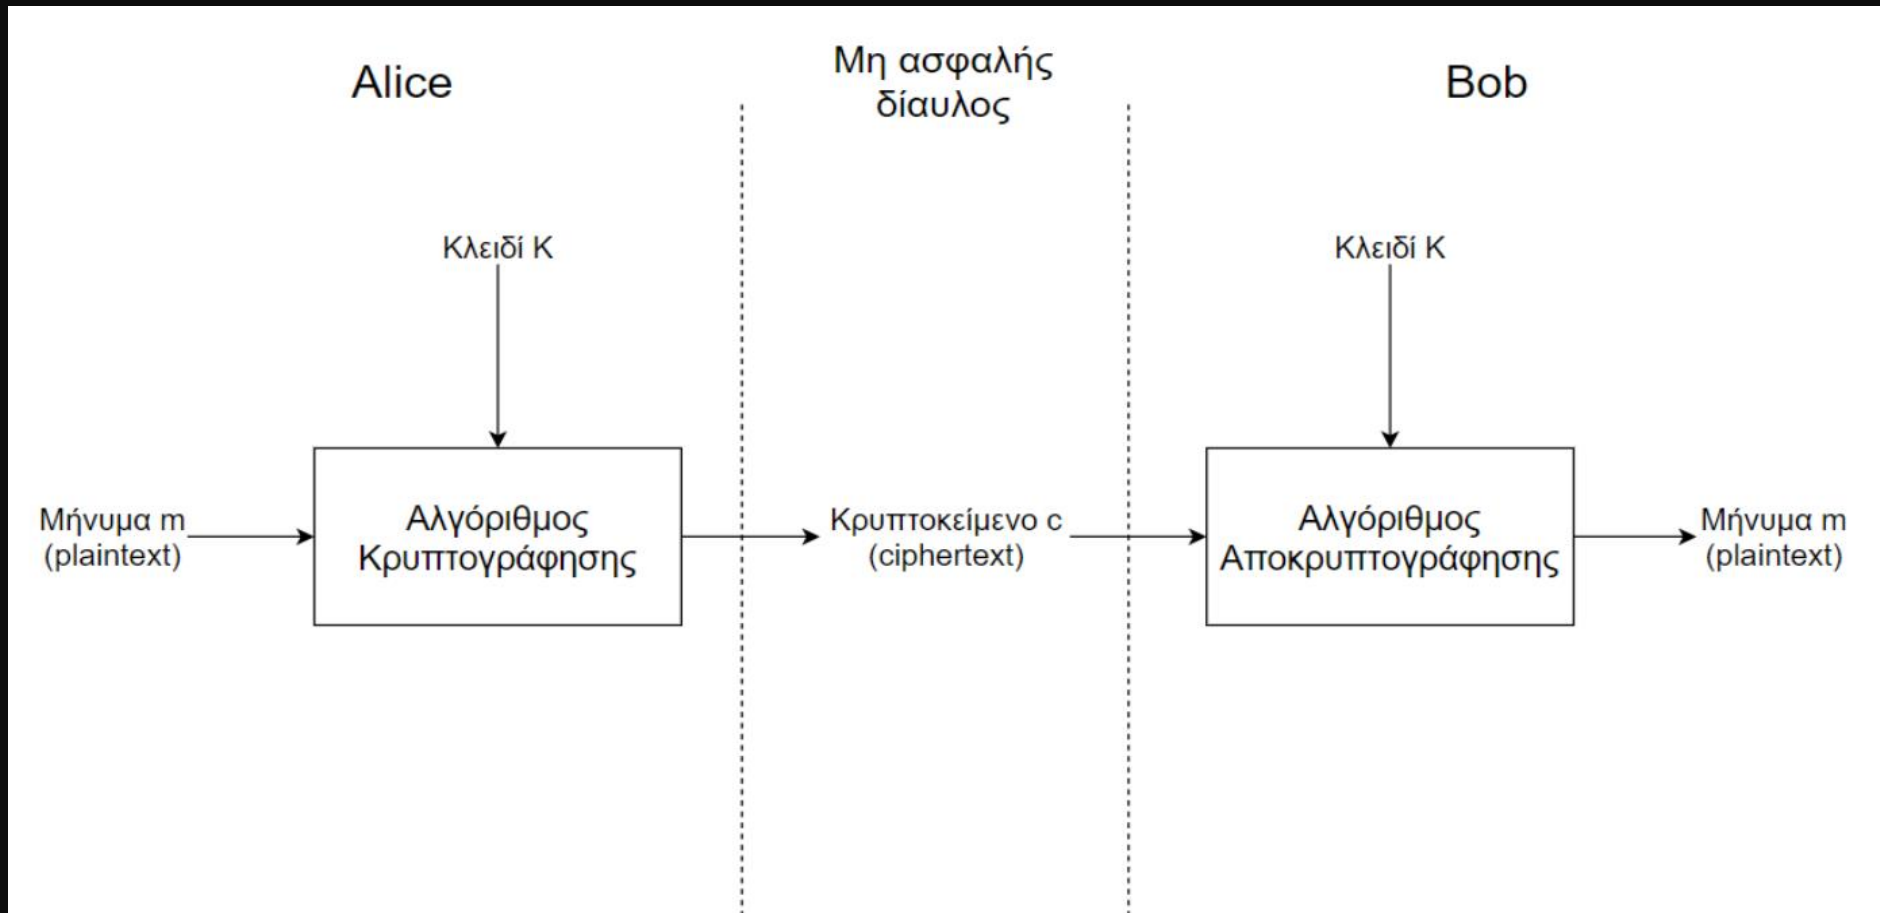 Alice
Μη ασφαλής
δίαυλος
Bob
Κλειδί Κ
Κλειδί Κ
Μήνυμα m
(plaintext)
Αλγόριθμος
Κρυπτογράφησης
Κρυπτοκείμενο c
(ciphertext)
Αλγόριθμος
Αποκρυπτογράφησης
Μήνυμα m
(plaintext)